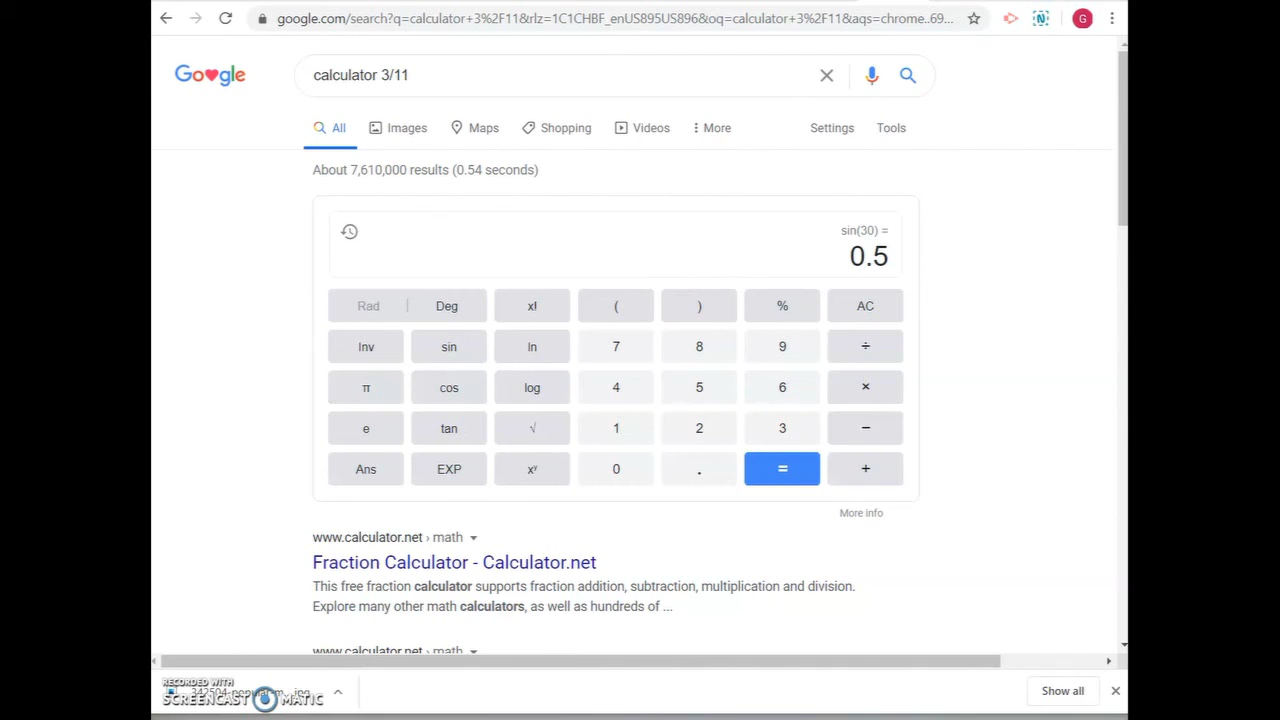 google.com/search?q=calculator+3%2F11&rlz=1C1CHBF_enUS895US896&oq=calculator+3%2F11&aqs=chrome..69...
G
Go♥gle
calculator 3/11
All Images Maps Shopping Videos More Settings Tools
About 7,610,000 results (0.54 seconds)
sin(30) =
0.5
Rad Deg x! ( ) % AC
Inv sin ln 7 8 9 ÷
π cos log 4 5 6 ×
e tan √ 1 2 3 −
Ans EXP xʸ 0 . = +
More info
www.calculator.net › math
Fraction Calculator - Calculator.net
This free fraction calculator supports fraction addition, subtraction, multiplication and division.
Explore many other math calculators, as well as hundreds of ...
www.calculator.net › math
RECORDED WITH
SCREENCAST MATIC
Show all